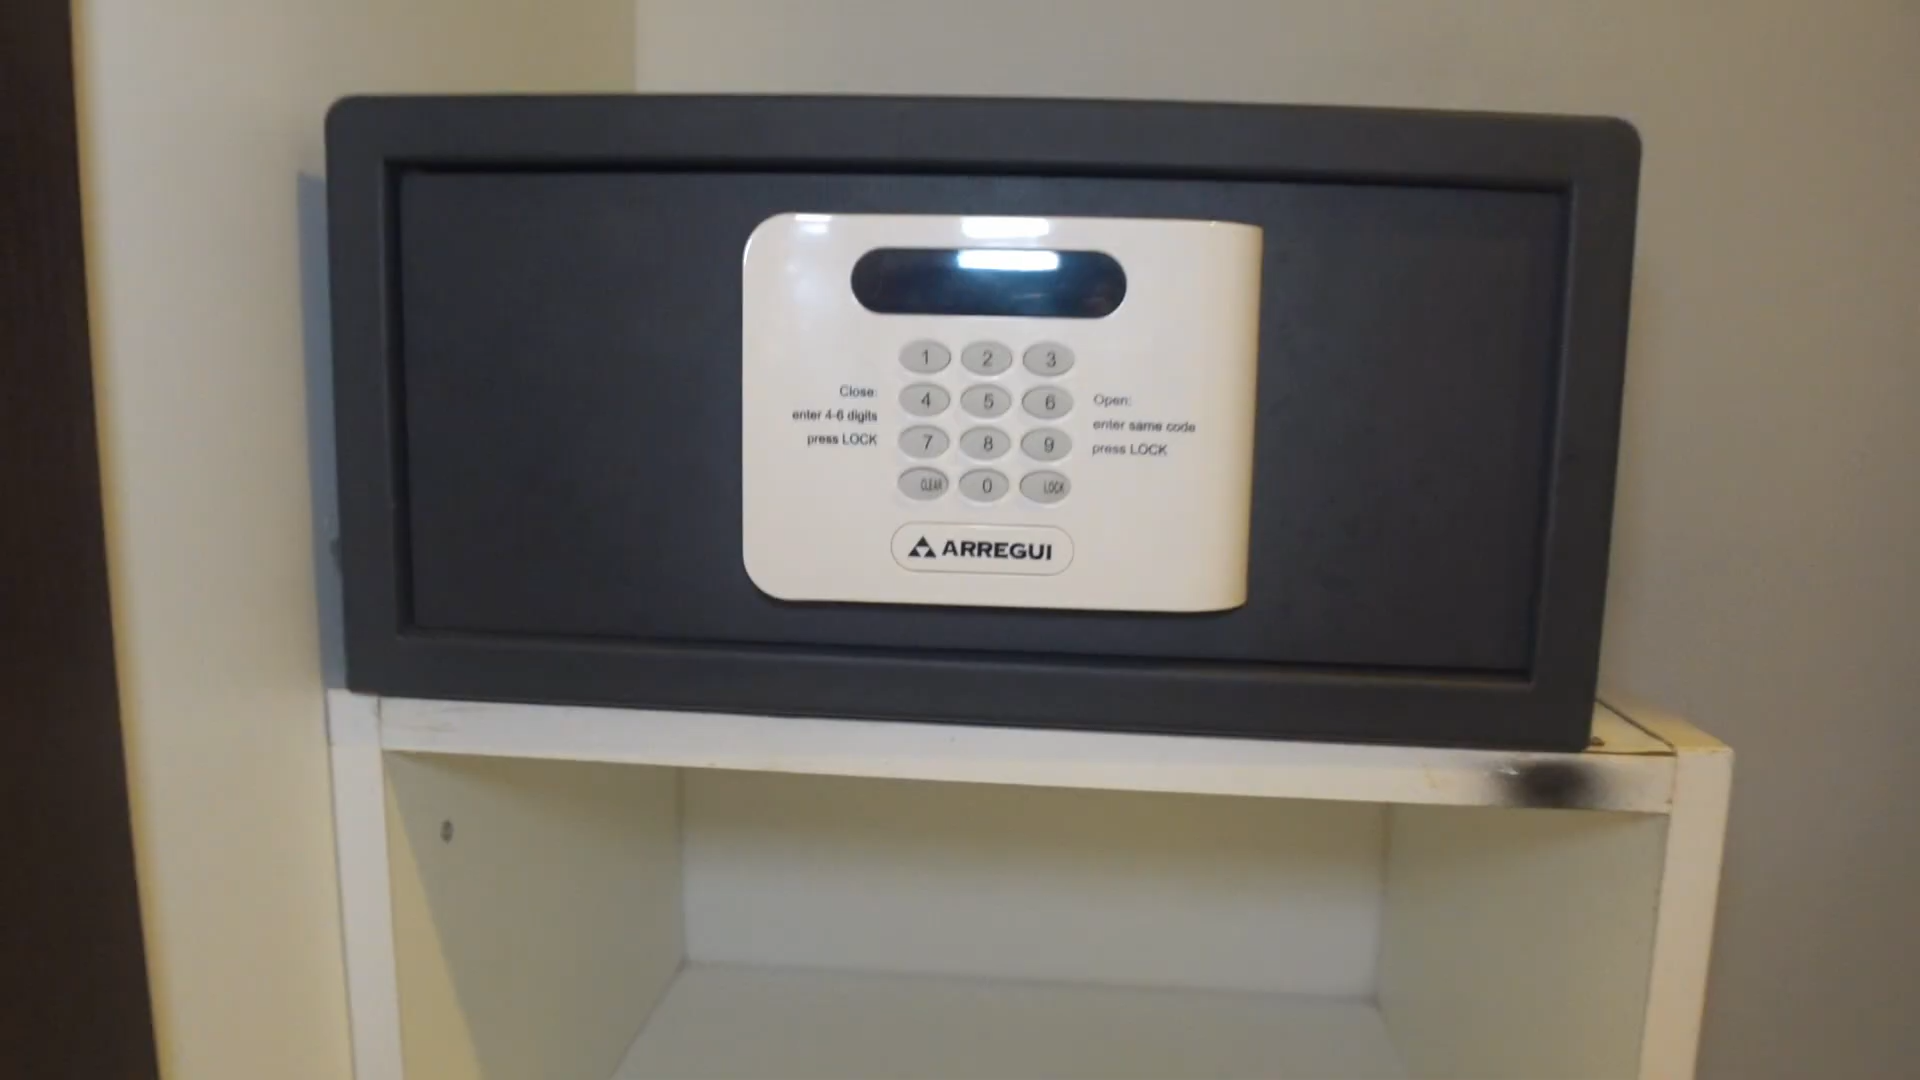 1 2 3
4 5 6
7 8 9
CLEAR 0 LOCK
Close:
enter 4-6 digits
press LOCK
Open:
enter same code
press LOCK
ARREGUI